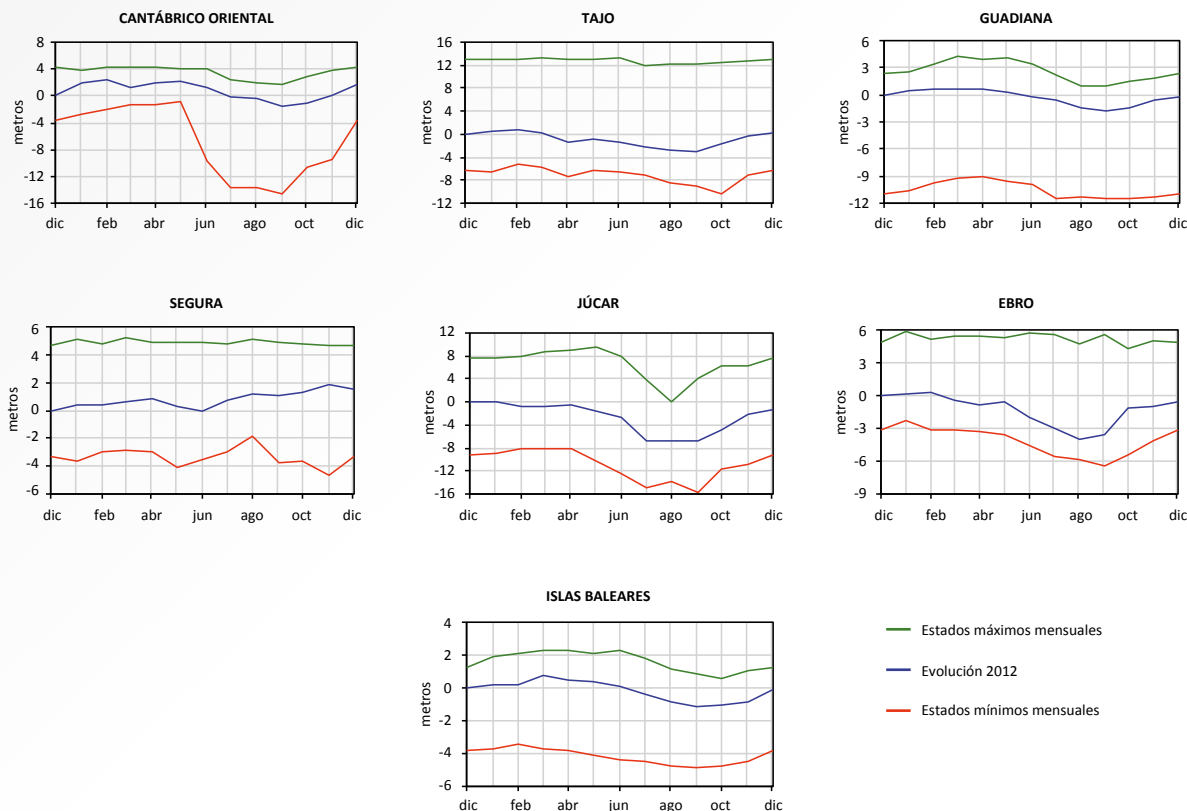 CANTÁBRICO ORIENTAL
metros
8
4
0
-4
-8
-12
-16
dic feb abr jun ago oct dic
TAJO
metros
16
12
8
4
0
-4
-8
-12
dic feb abr jun ago oct dic
GUADIANA
metros
6
3
0
-3
-6
-9
-12
dic feb abr jun ago oct dic
SEGURA
metros
6
4
2
0
-2
-4
-6
dic feb abr jun ago oct dic
JÚCAR
metros
12
8
4
0
-4
-8
-12
-16
dic feb abr jun ago oct dic
EBRO
metros
6
3
0
-3
-6
-9
dic feb abr jun ago oct dic
ISLAS BALEARES
metros
4
2
0
-2
-4
-6
dic feb abr jun ago oct dic
Estados máximos mensuales
Evolución 2012
Estados mínimos mensuales